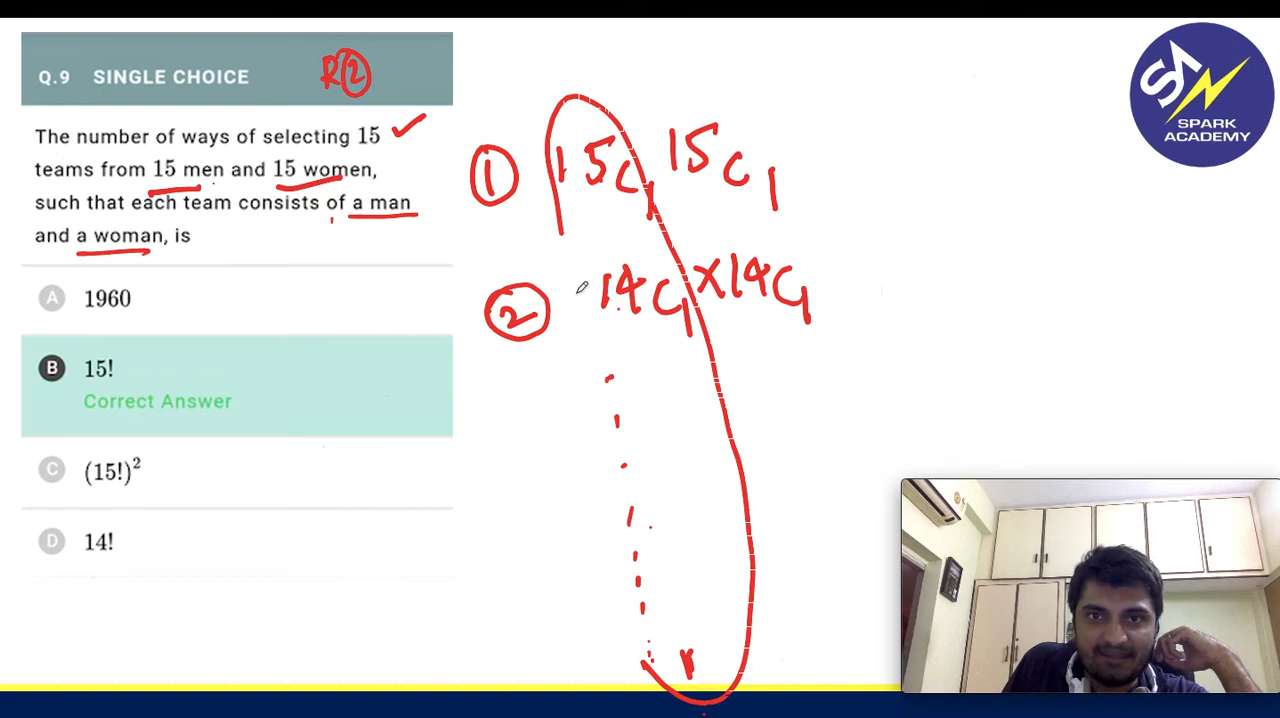 Q.9 SINGLE CHOICE
R②
The number of ways of selecting 15
teams from 15 men and 15 women,
such that each team consists of a man
and a woman, is
A 1960
B 15!
Correct Answer
C (15!)²
D 14!
① 15C₁ 15C₁
② 14C₁ × 14C₁
SPARK
ACADEMY